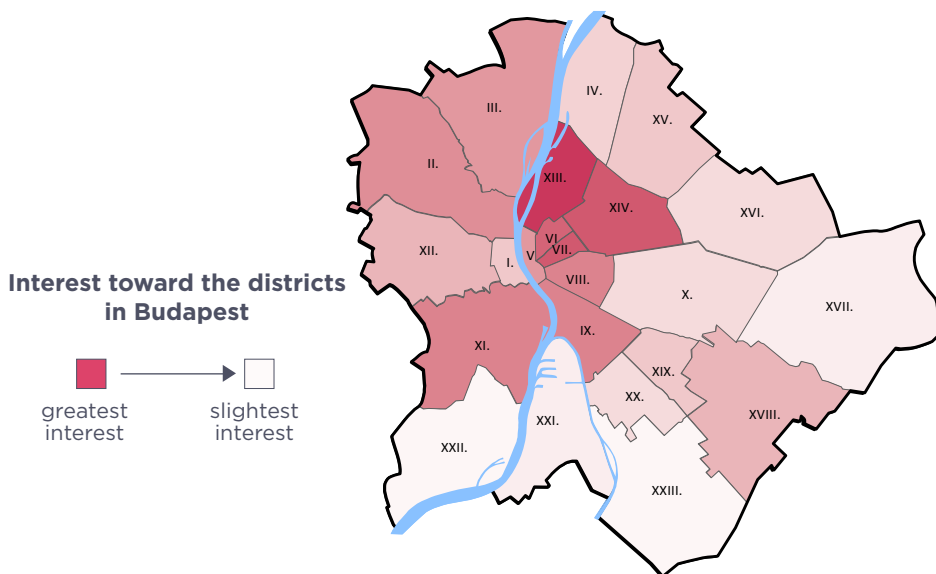 Interest toward the districts
in Budapest
greatest
interest
slightest
interest
IV.
III.
XV.
II.
XIII.
XIV.
XVI.
VI
XII.
I.
V
VII.
VIII.
X.
XVII.
IX.
XI.
XIX.
XX.
XVIII.
XXI.
XXII.
XXIII.